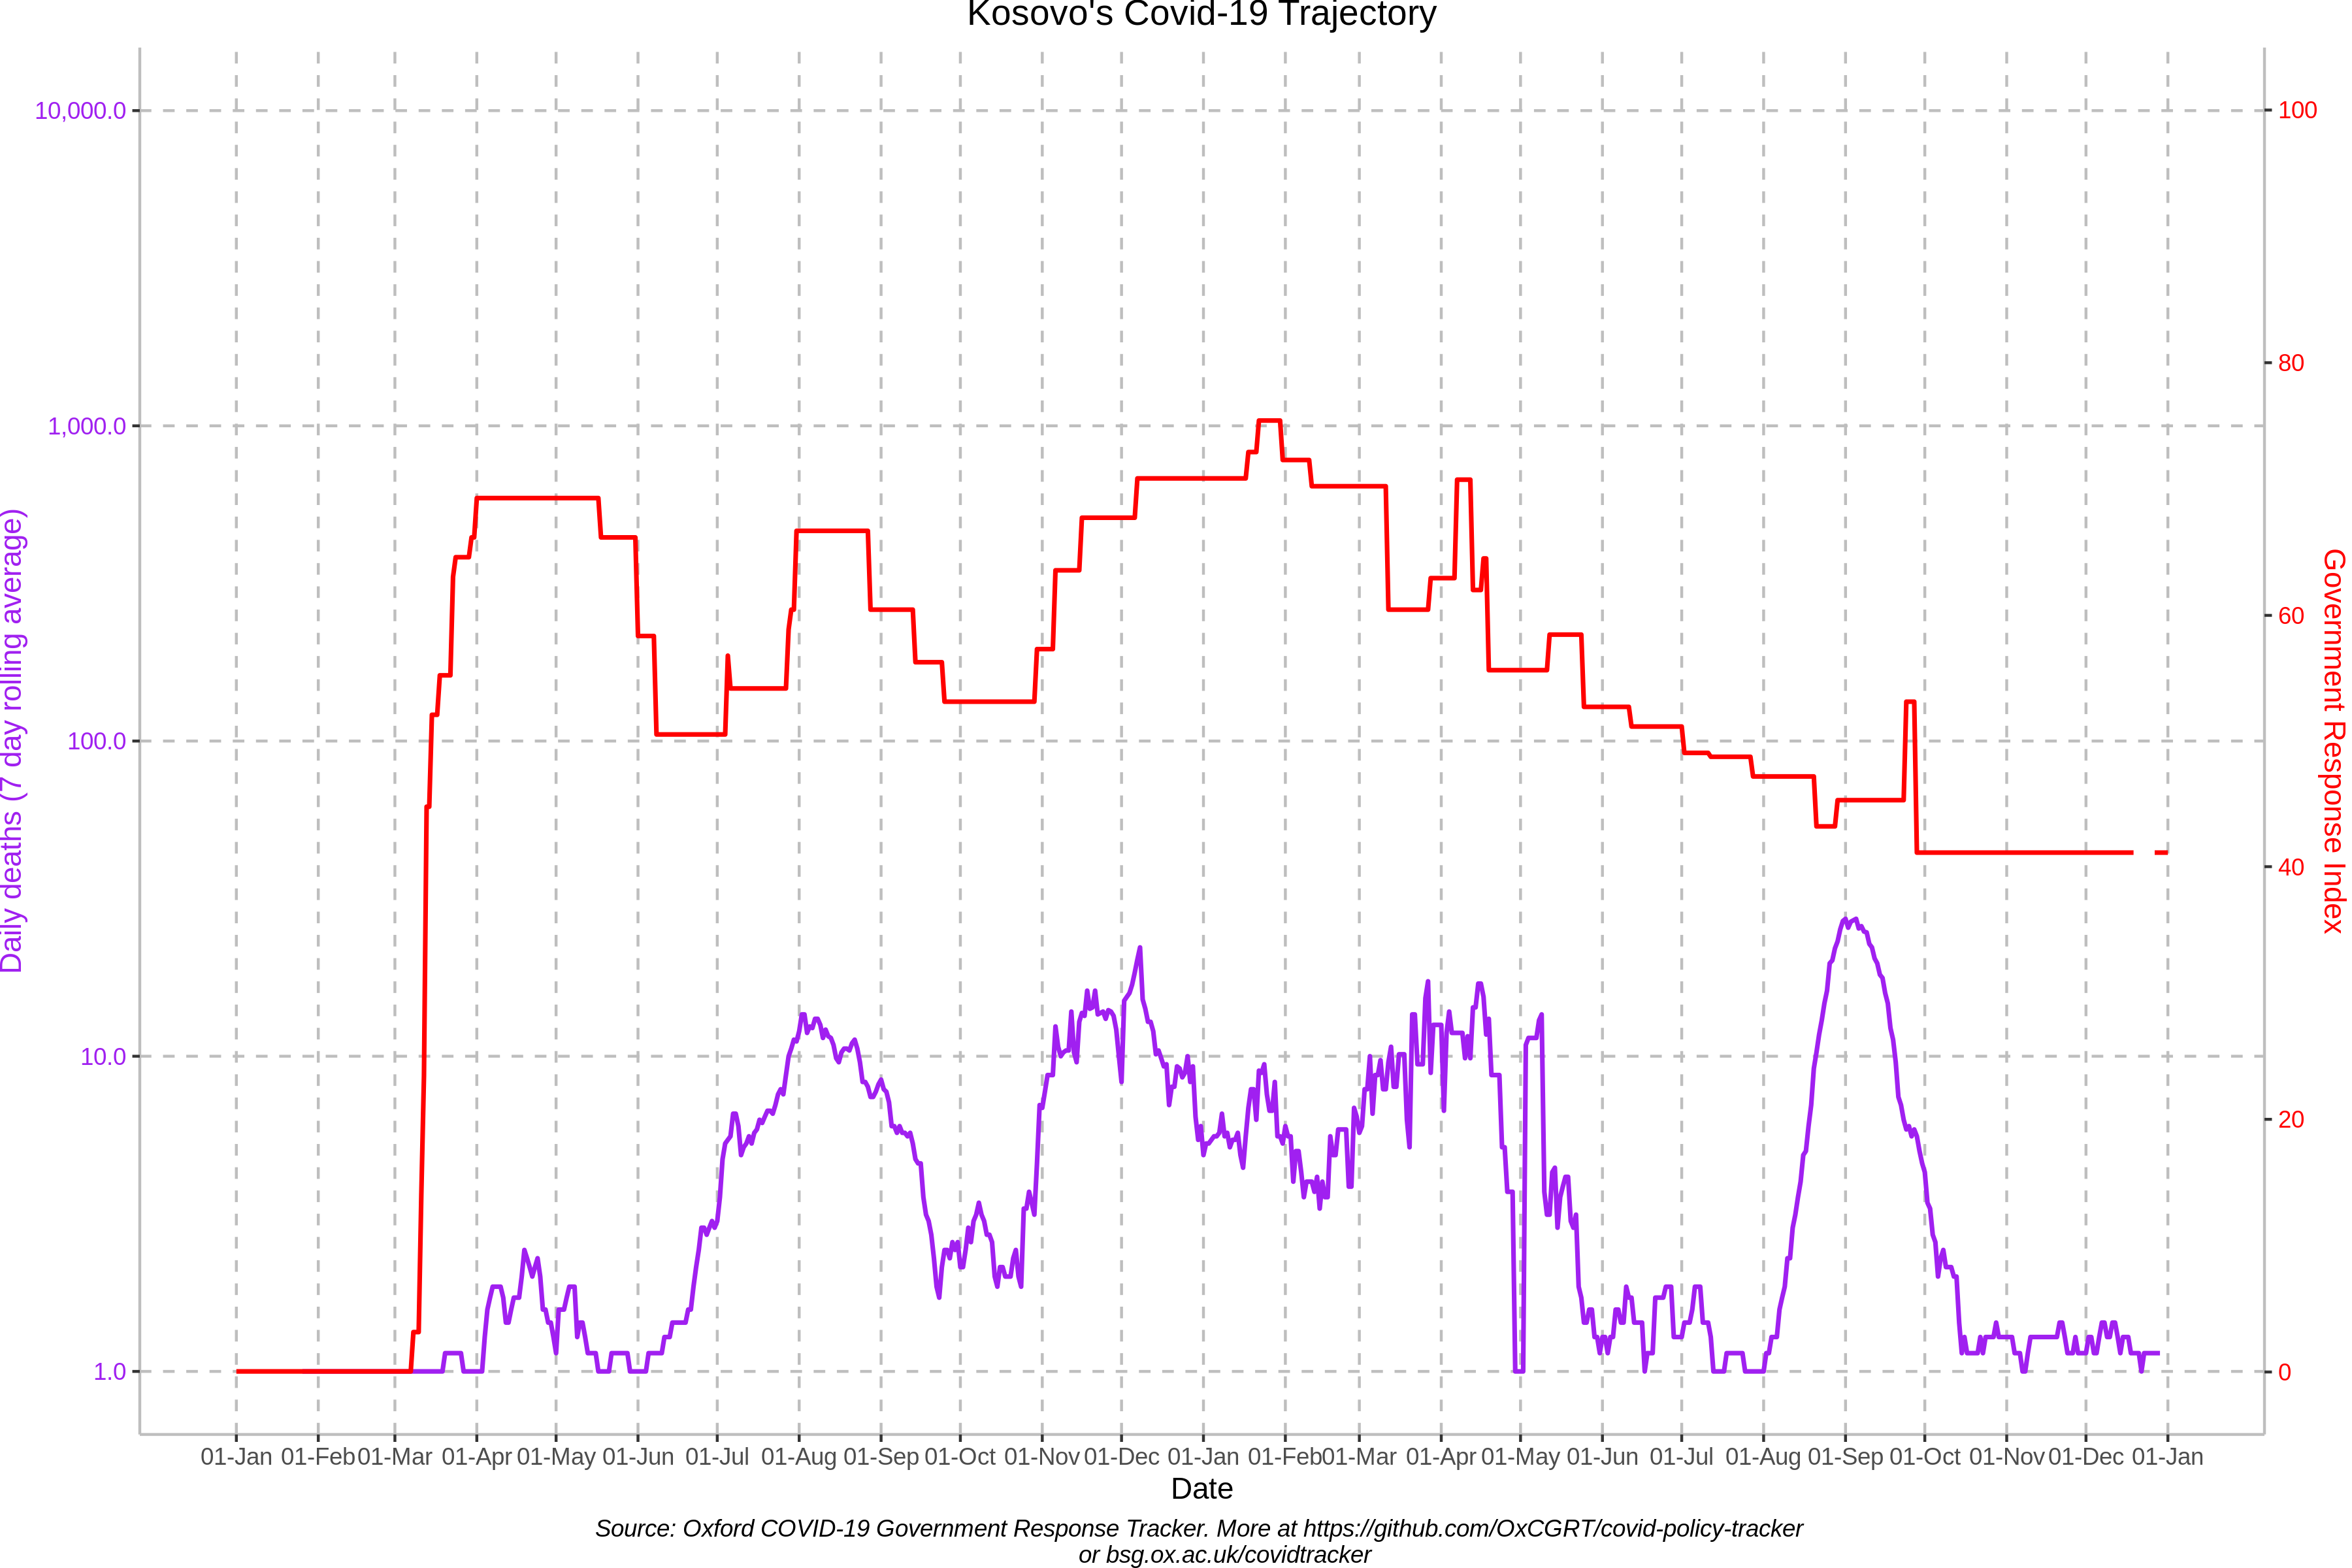 Kosovo's Covid-19 Trajectory
10,000.0
1,000.0
100.0
10.0
1.0
Daily deaths (7 day rolling average)
100
80
60
40
20
0
Government Response Index
01-Jan 01-Feb 01-Mar 01-Apr 01-May 01-Jun 01-Jul 01-Aug 01-Sep 01-Oct 01-Nov 01-Dec 01-Jan 01-Feb 01-Mar 01-Apr 01-May 01-Jun 01-Jul 01-Aug 01-Sep 01-Oct 01-Nov 01-Dec 01-Jan
Date
Source: Oxford COVID-19 Government Response Tracker. More at https://github.com/OxCGRT/covid-policy-tracker
or bsg.ox.ac.uk/covidtracker